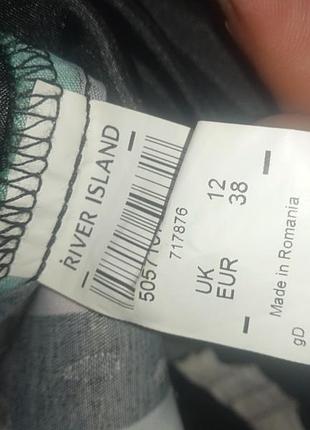 RIVER ISLAND
717876
UK 12
EUR 38
Made in Romania
gD